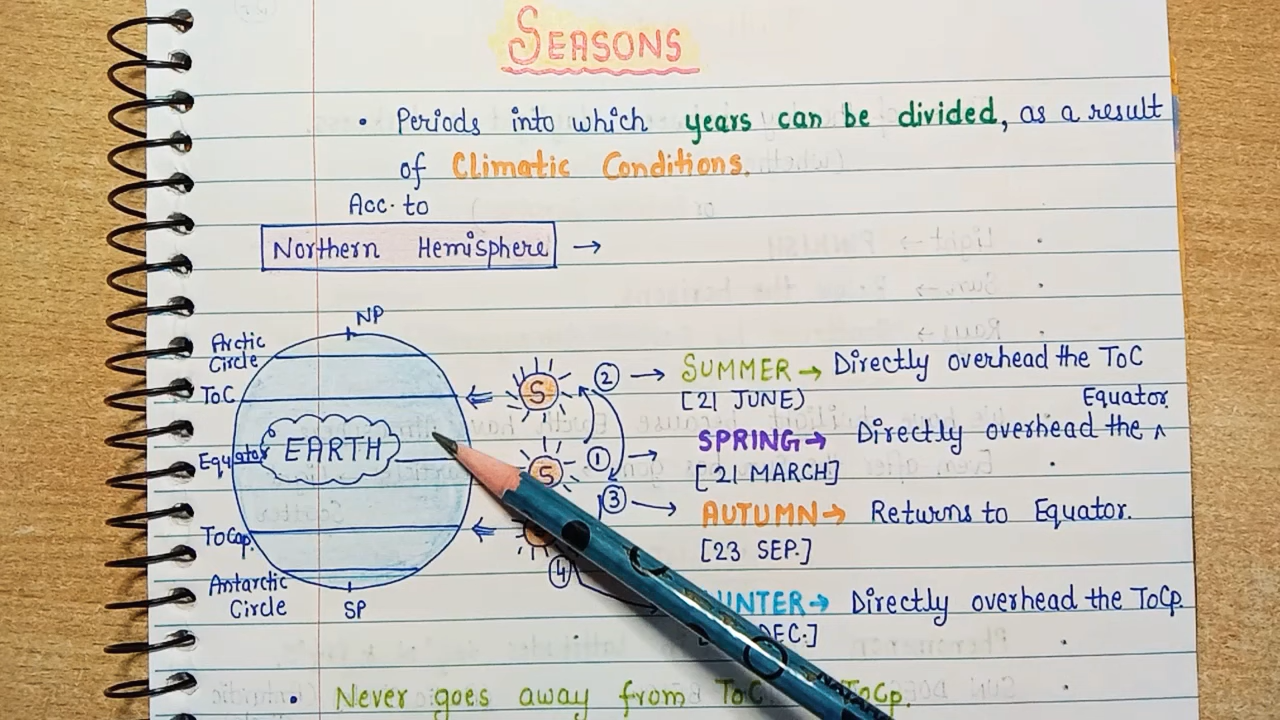 SEASONS
• Periods into which years can be divided, as a result
of Climatic Conditions.
Acc. to
Northern Hemisphere →
NP
Arctic
Circle
ToC
EARTH
Equator
ToCap.
Antarctic
Circle
SP
S
S
② → SUMMER → Directly overhead the ToC
[21 JUNE)
Equator.
① → SPRING → Directly overhead the ^
[21 MARCH]
③ → AUTUMN → Returns to Equator.
[23 SEP.]
④ WINTER → Directly overhead the ToCp.
DEC.]
• Never goes away from ToC ToCp.